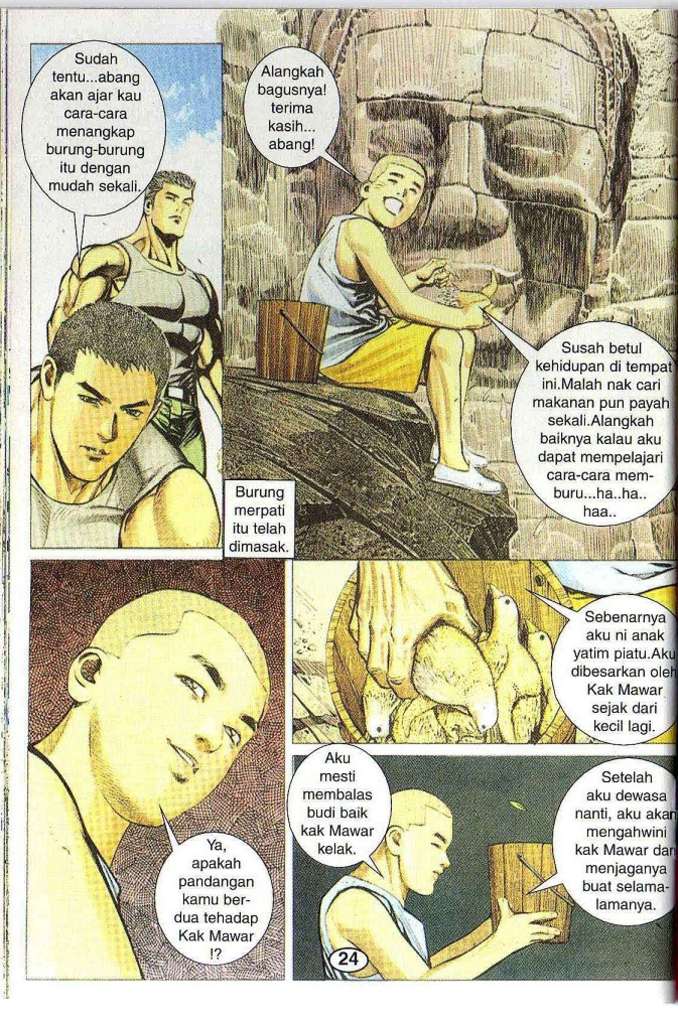 Sudah
tentu...abang
akan ajar kau
cara-cara
menangkap
burung-burung
itu dengan
mudah sekali.
Alangkah
bagusnya!
terima
kasih...
abang!
Susah betul
kehidupan di tempat
ini.Malah nak cari
makanan pun payah
sekali.Alangkah
baiknya kalau aku
dapat mempelajari
cara-cara mem-
buru...ha..ha..
haa..
Burung
merpati
itu telah
dimasak.
Ya,
apakah
pandangan
kamu ber-
dua tehadap
Kak Mawar
!?
Sebenarnya
aku ni anak
yatim piatu.Aku
dibesarkan oleh
Kak Mawar
sejak dari
kecil lagi.
Aku
mesti
membalas
budi baik
kak Mawar
kelak.
Setelah
aku dewasa
nanti, aku akan
mengahwini
kak Mawar dan
menjaganya
buat selama-
lamanya.
24